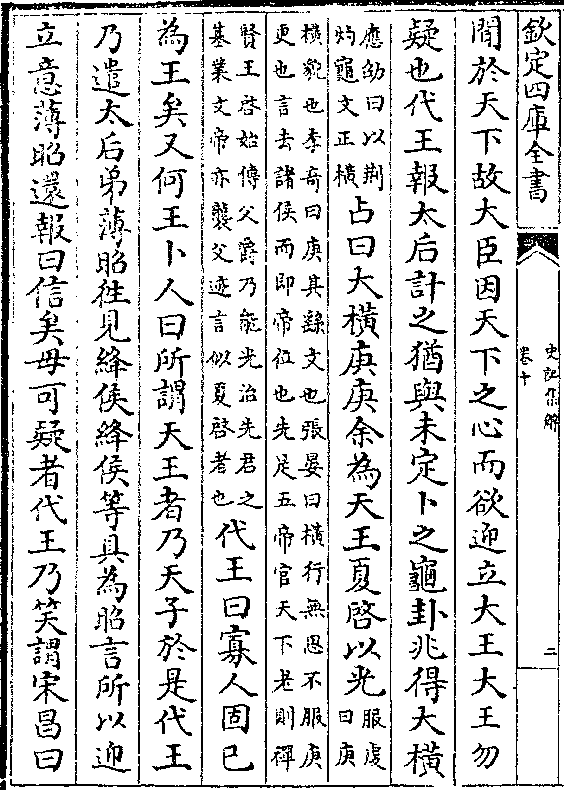 欽定四庫全書
史記集解
卷十
二
聞於天下故大臣因天下之心而欲迎立大王大王勿
疑也代王報太后計之猶與未定卜之龜卦兆得大橫
應劭曰以荆
灼龜文正橫
占曰大橫庚庚余為天王夏啓以光
服虔
曰庚
橫貌也李奇曰庚其繇文也張晏曰橫行無思不服庚
更也言去諸侯而即帝位也先是五帝官天下老則禪
賢王啓始傳父爵乃能光治先君之
基業文帝亦襲父迹言似夏啓者也
代王曰寡人固已
為王矣又何王卜人曰所謂天王者乃天子於是代王
乃遣太后弟薄昭徃見絳侯絳侯等具為昭言所以迎
立意薄昭還報曰信矣毋可疑者代王乃笑謂宋昌曰